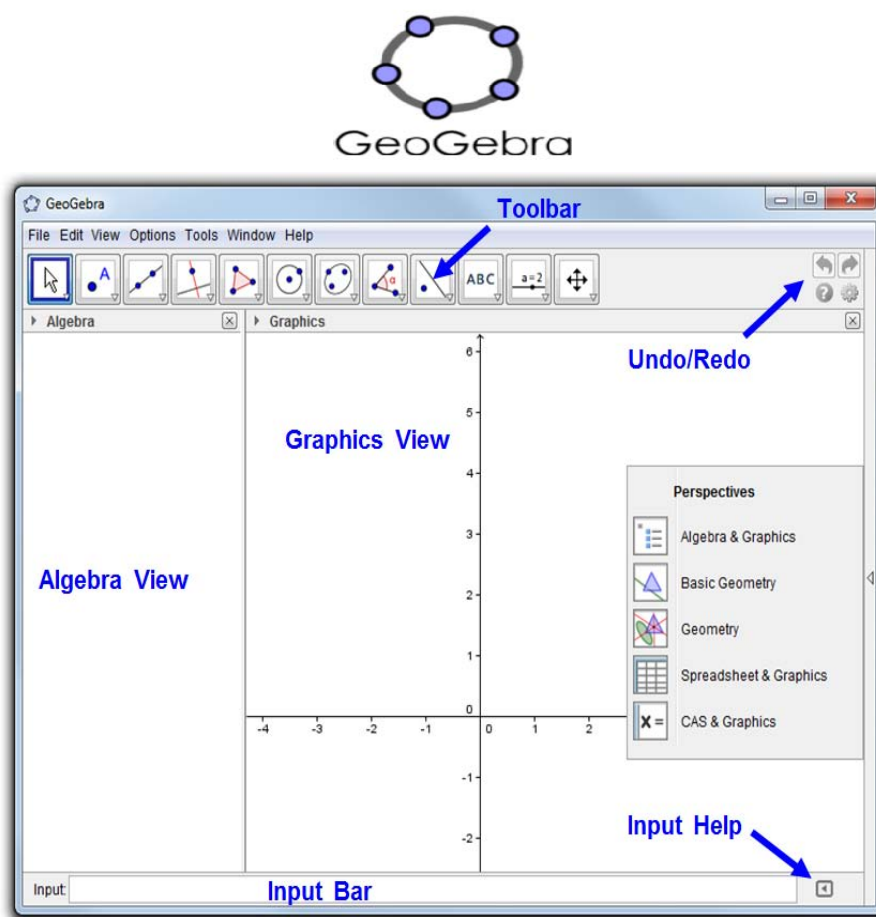 GeoGebra
GeoGebra
Toolbar
File Edit View Options Tools Window Help
A
α
ABC
a=2
Algebra
Graphics
Undo/Redo
6
5
Graphics View
4
Perspectives
3
Algebra & Graphics
Algebra View
Basic Geometry
2
Geometry
1
Spreadsheet & Graphics
0
X =
CAS & Graphics
-4 -3 -2 -1 0 1 2
-1
Input Help
-2
Input:
Input Bar